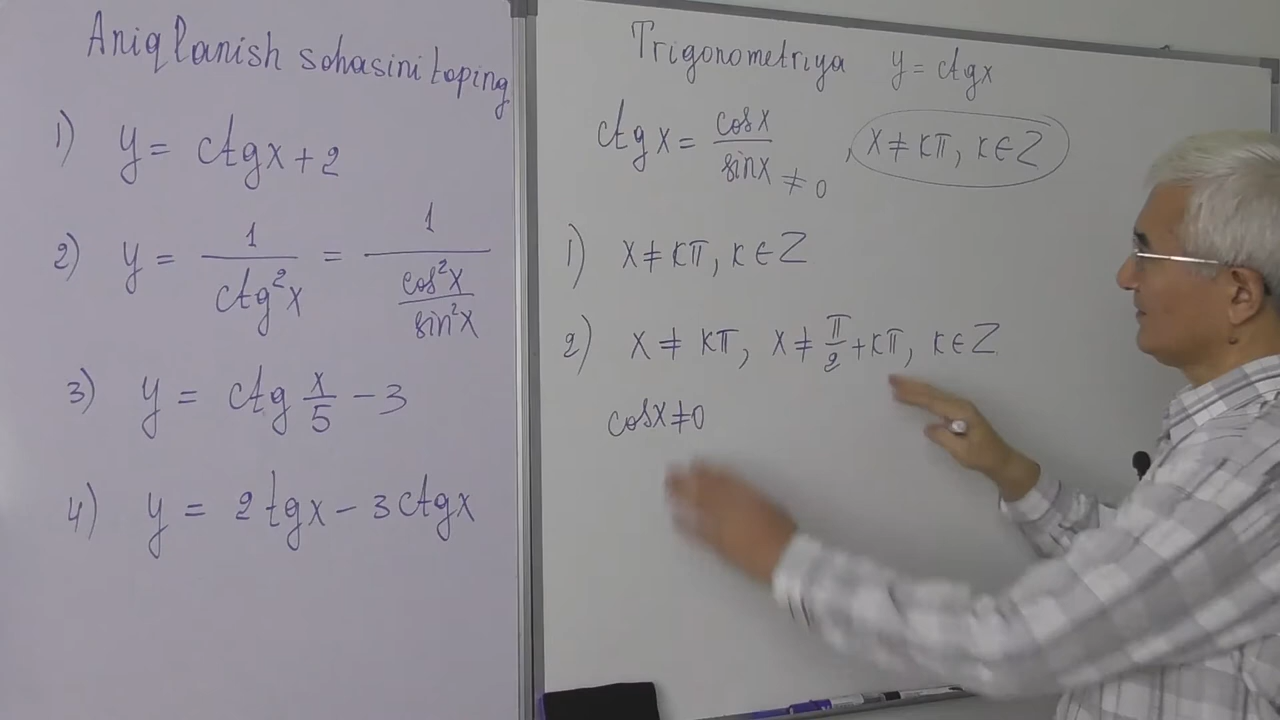 Aniqlanish sohasini toping
1) y = ctgx + 2
2) y = 1/ctg²x = 1/(cos²x/sin²x)
3) y = ctg x/5 − 3
4) y = 2tgx − 3ctgx
Trigonometriya y = ctgx
ctgx = cosx/sinx ≠ 0 , x ≠ kπ, k ∈ Z
1) x ≠ kπ, k ∈ Z
2) x ≠ kπ, x ≠ π/2 + kπ, k ∈ Z
cosx ≠ 0